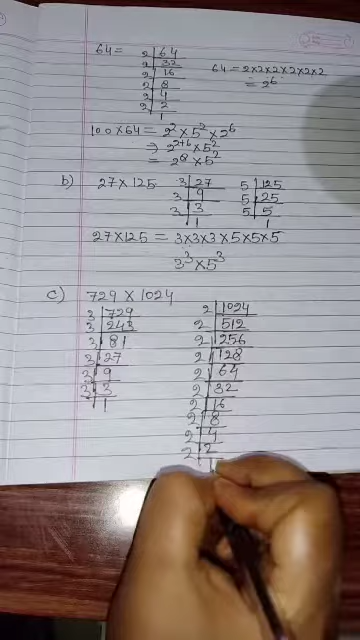 64 = 2 | 64
2 | 32
2 | 16
2 | 8
2 | 4
2 | 2
1
64 = 2×2×2×2×2×2
= 2⁶
100×64 = 2² × 5² × 2⁶
⇒ 2²⁺⁶ × 5²
= 2⁸ × 5²
b) 27 × 125
3 | 27
3 | 9
3 | 3
1
5 | 125
5 | 25
5 | 5
1
27×125 = 3×3×3×5×5×5
3³ × 5³
c) 729 × 1024
3 | 729
3 | 243
3 | 81
3 | 27
3 | 9
3 | 3
1
2 | 1024
2 | 512
2 | 256
2 | 128
2 | 64
2 | 32
2 | 16
2 | 8
2 | 4
2 | 2
1